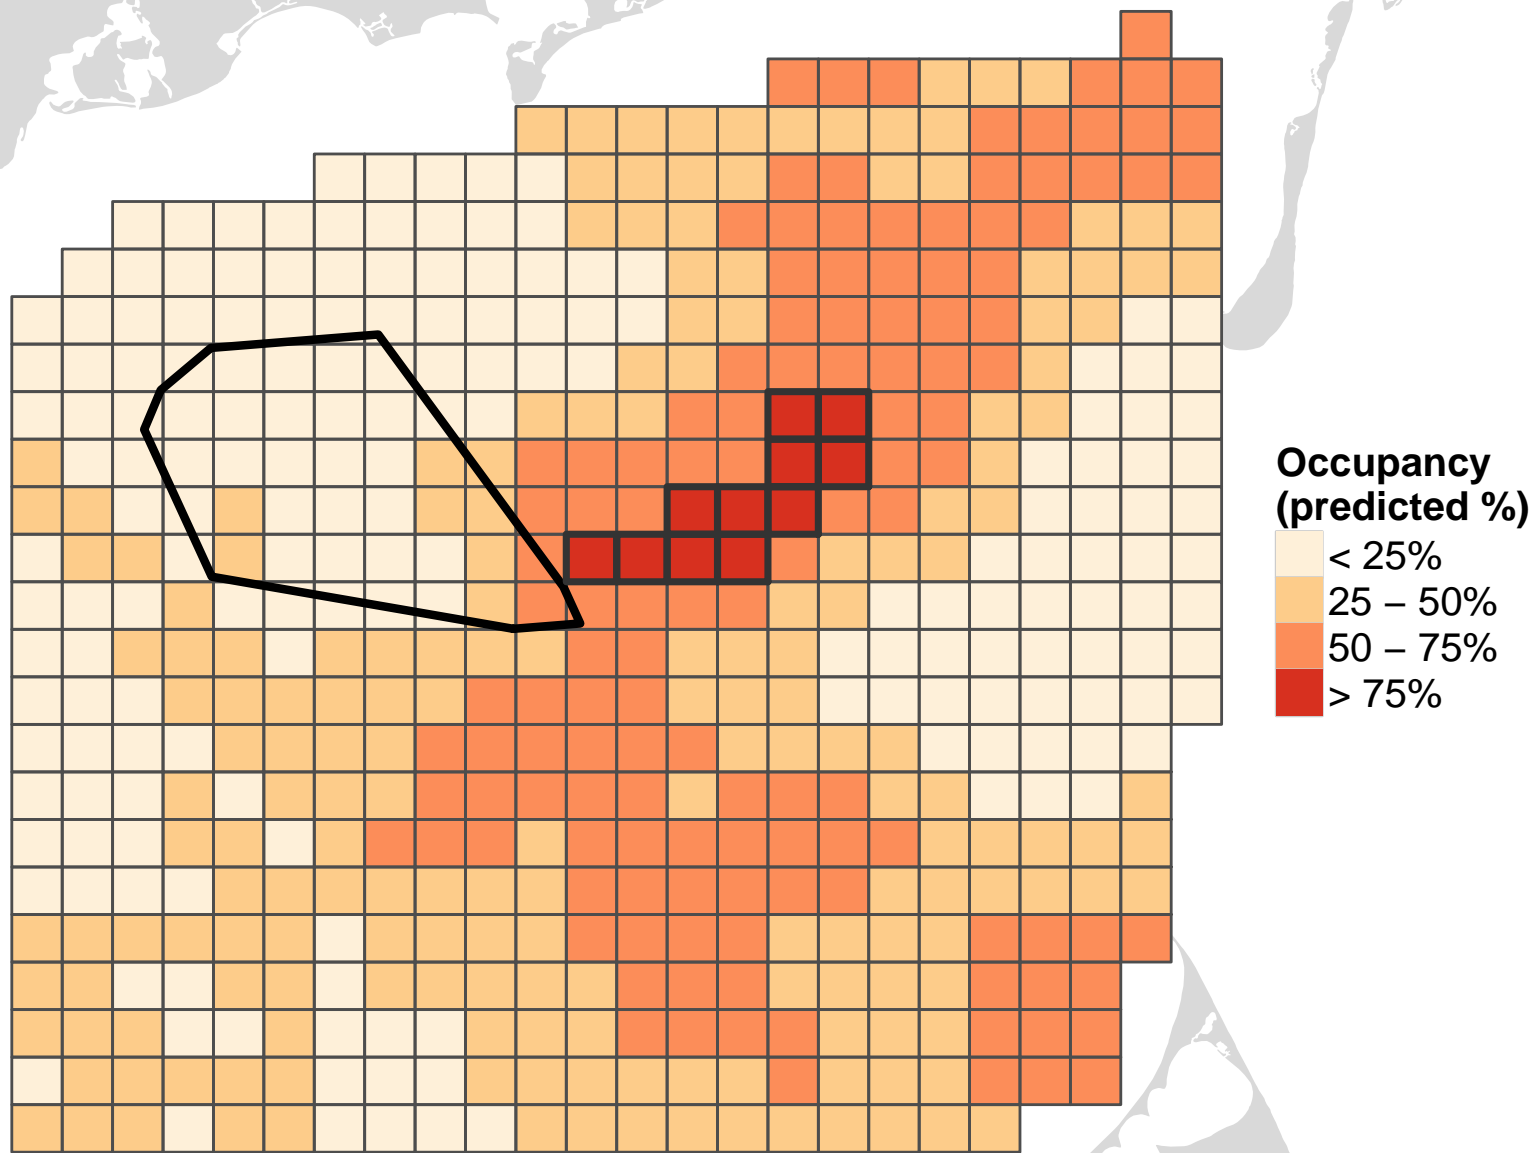 Occupancy
(predicted %)
< 25%
25 – 50%
50 – 75%
> 75%